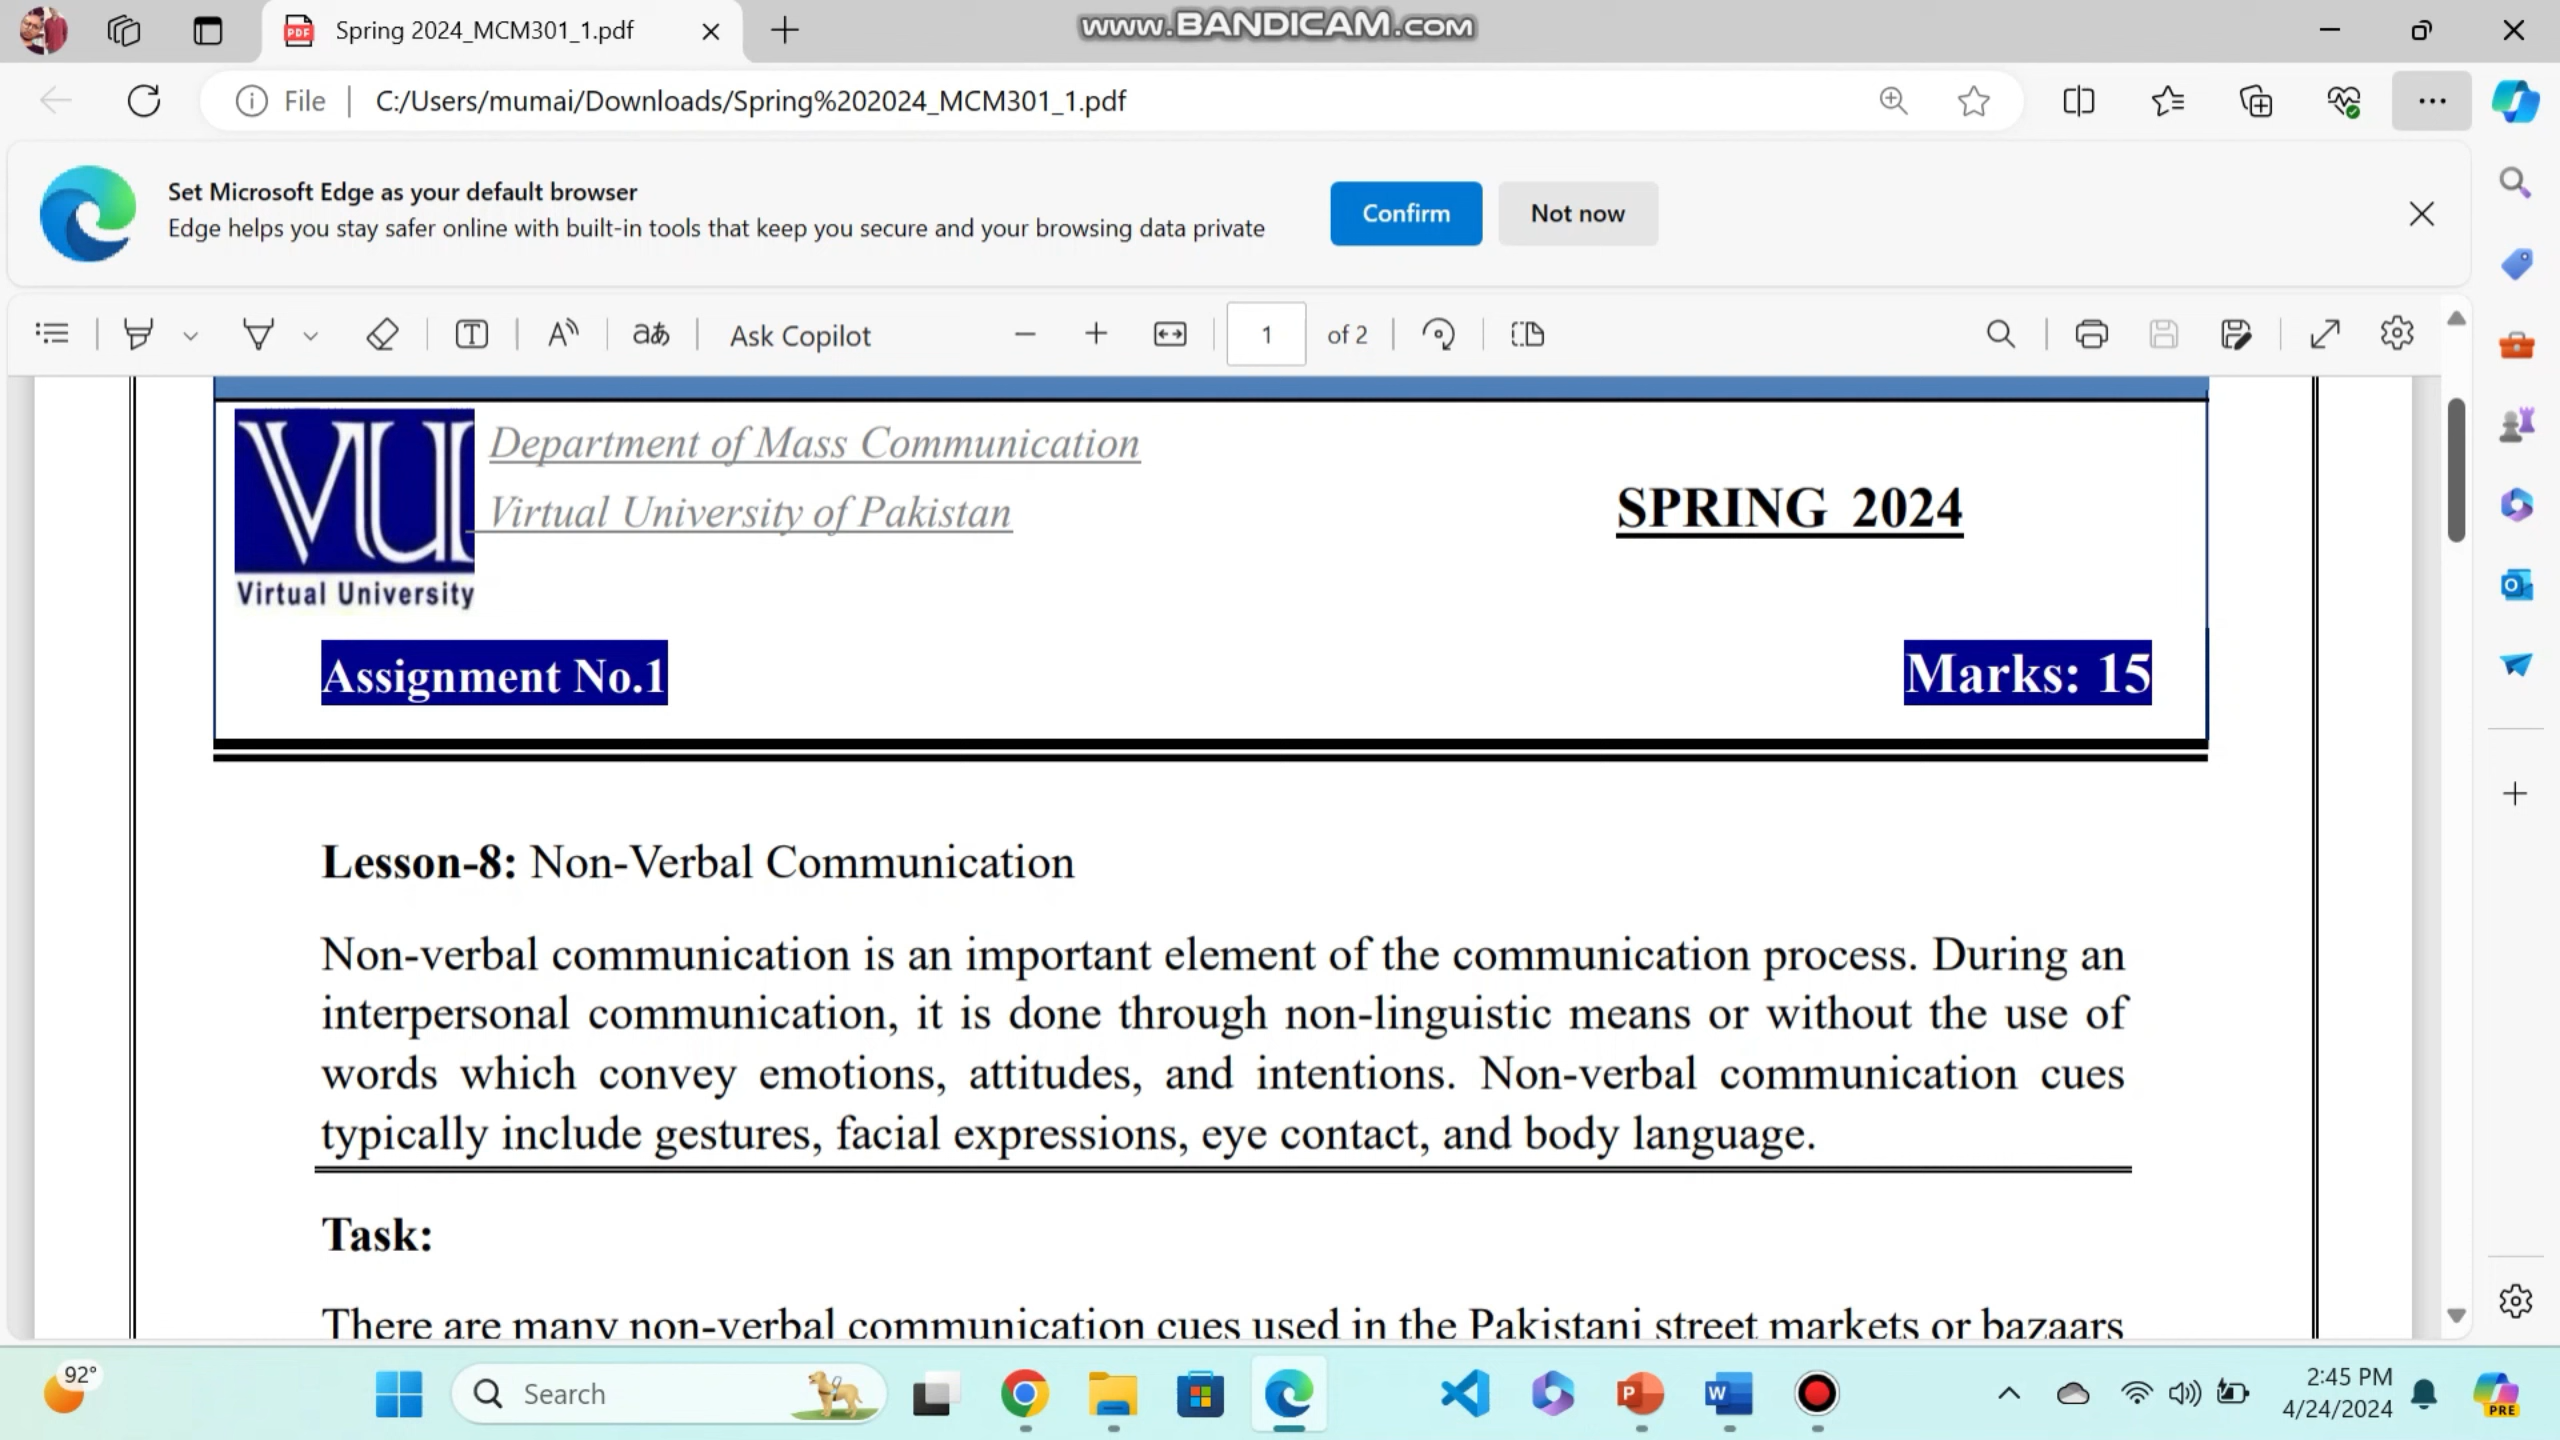 Spring 2024_MCM301_1.pdf
www.BANDICAM.com
File
C:/Users/mumai/Downloads/Spring%202024_MCM301_1.pdf
Set Microsoft Edge as your default browser
Edge helps you stay safer online with built-in tools that keep you secure and your browsing data private
Confirm
Not now
Ask Copilot
1 of 2
VU
Virtual University
Department of Mass Communication
Virtual University of Pakistan
SPRING 2024
Assignment No.1
Marks: 15
Lesson-8: Non-Verbal Communication
Non-verbal communication is an important element of the communication process. During an
interpersonal communication, it is done through non-linguistic means or without the use of
words which convey emotions, attitudes, and intentions. Non-verbal communication cues
typically include gestures, facial expressions, eye contact, and body language.
Task:
There are many non-verbal communication cues used in the Pakistani street markets or bazaars
92°
Search
2:45 PM
4/24/2024
PRE